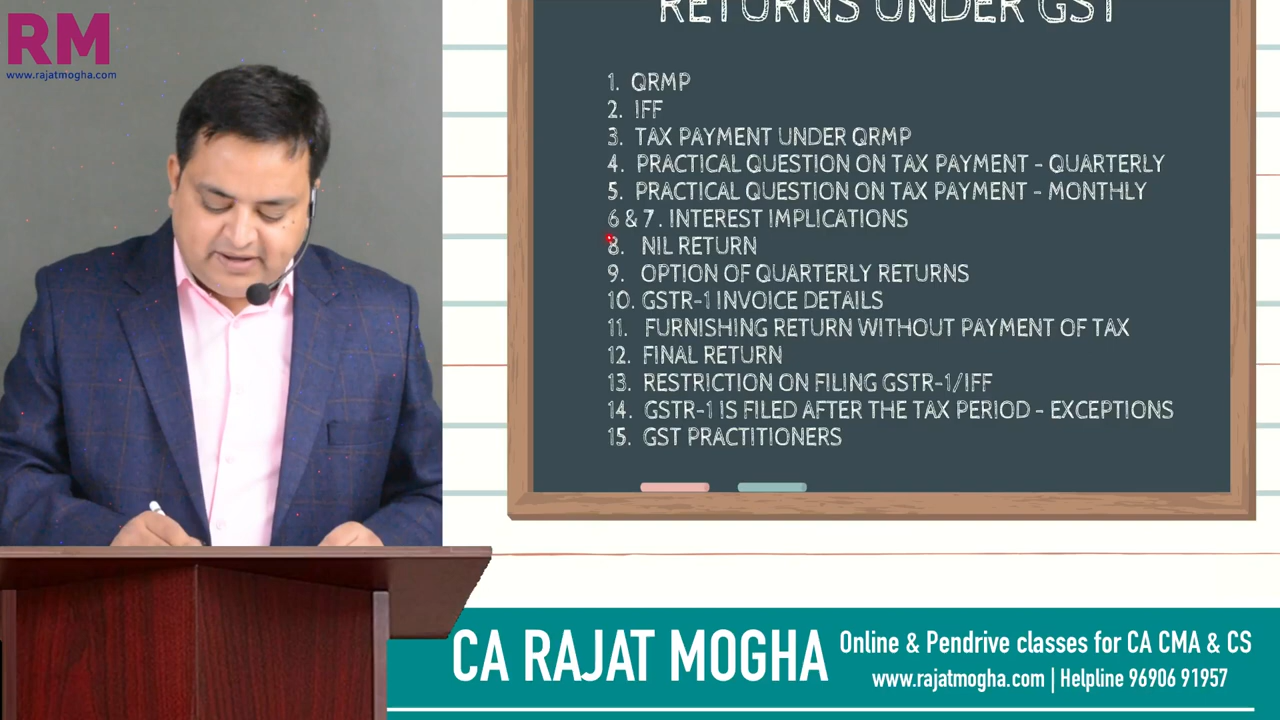 RM
www.rajatmogha.com
RETURNS UNDER GST
1. QRMP
2. IFF
3. TAX PAYMENT UNDER QRMP
4. PRACTICAL QUESTION ON TAX PAYMENT - QUARTERLY
5. PRACTICAL QUESTION ON TAX PAYMENT - MONTHLY
6 & 7 . INTEREST IMPLICATIONS
8. NIL RETURN
9. OPTION OF QUARTERLY RETURNS
10. GSTR-1 INVOICE DETAILS
11. FURNISHING RETURN WITHOUT PAYMENT OF TAX
12. FINAL RETURN
13. RESTRICTION ON FILING GSTR-1/IFF
14. GSTR-1 IS FILED AFTER THE TAX PERIOD - EXCEPTIONS
15. GST PRACTITIONERS
CA RAJAT MOGHA
Online & Pendrive classes for CA CMA & CS
www.rajatmogha.com | Helpline 96906 91957